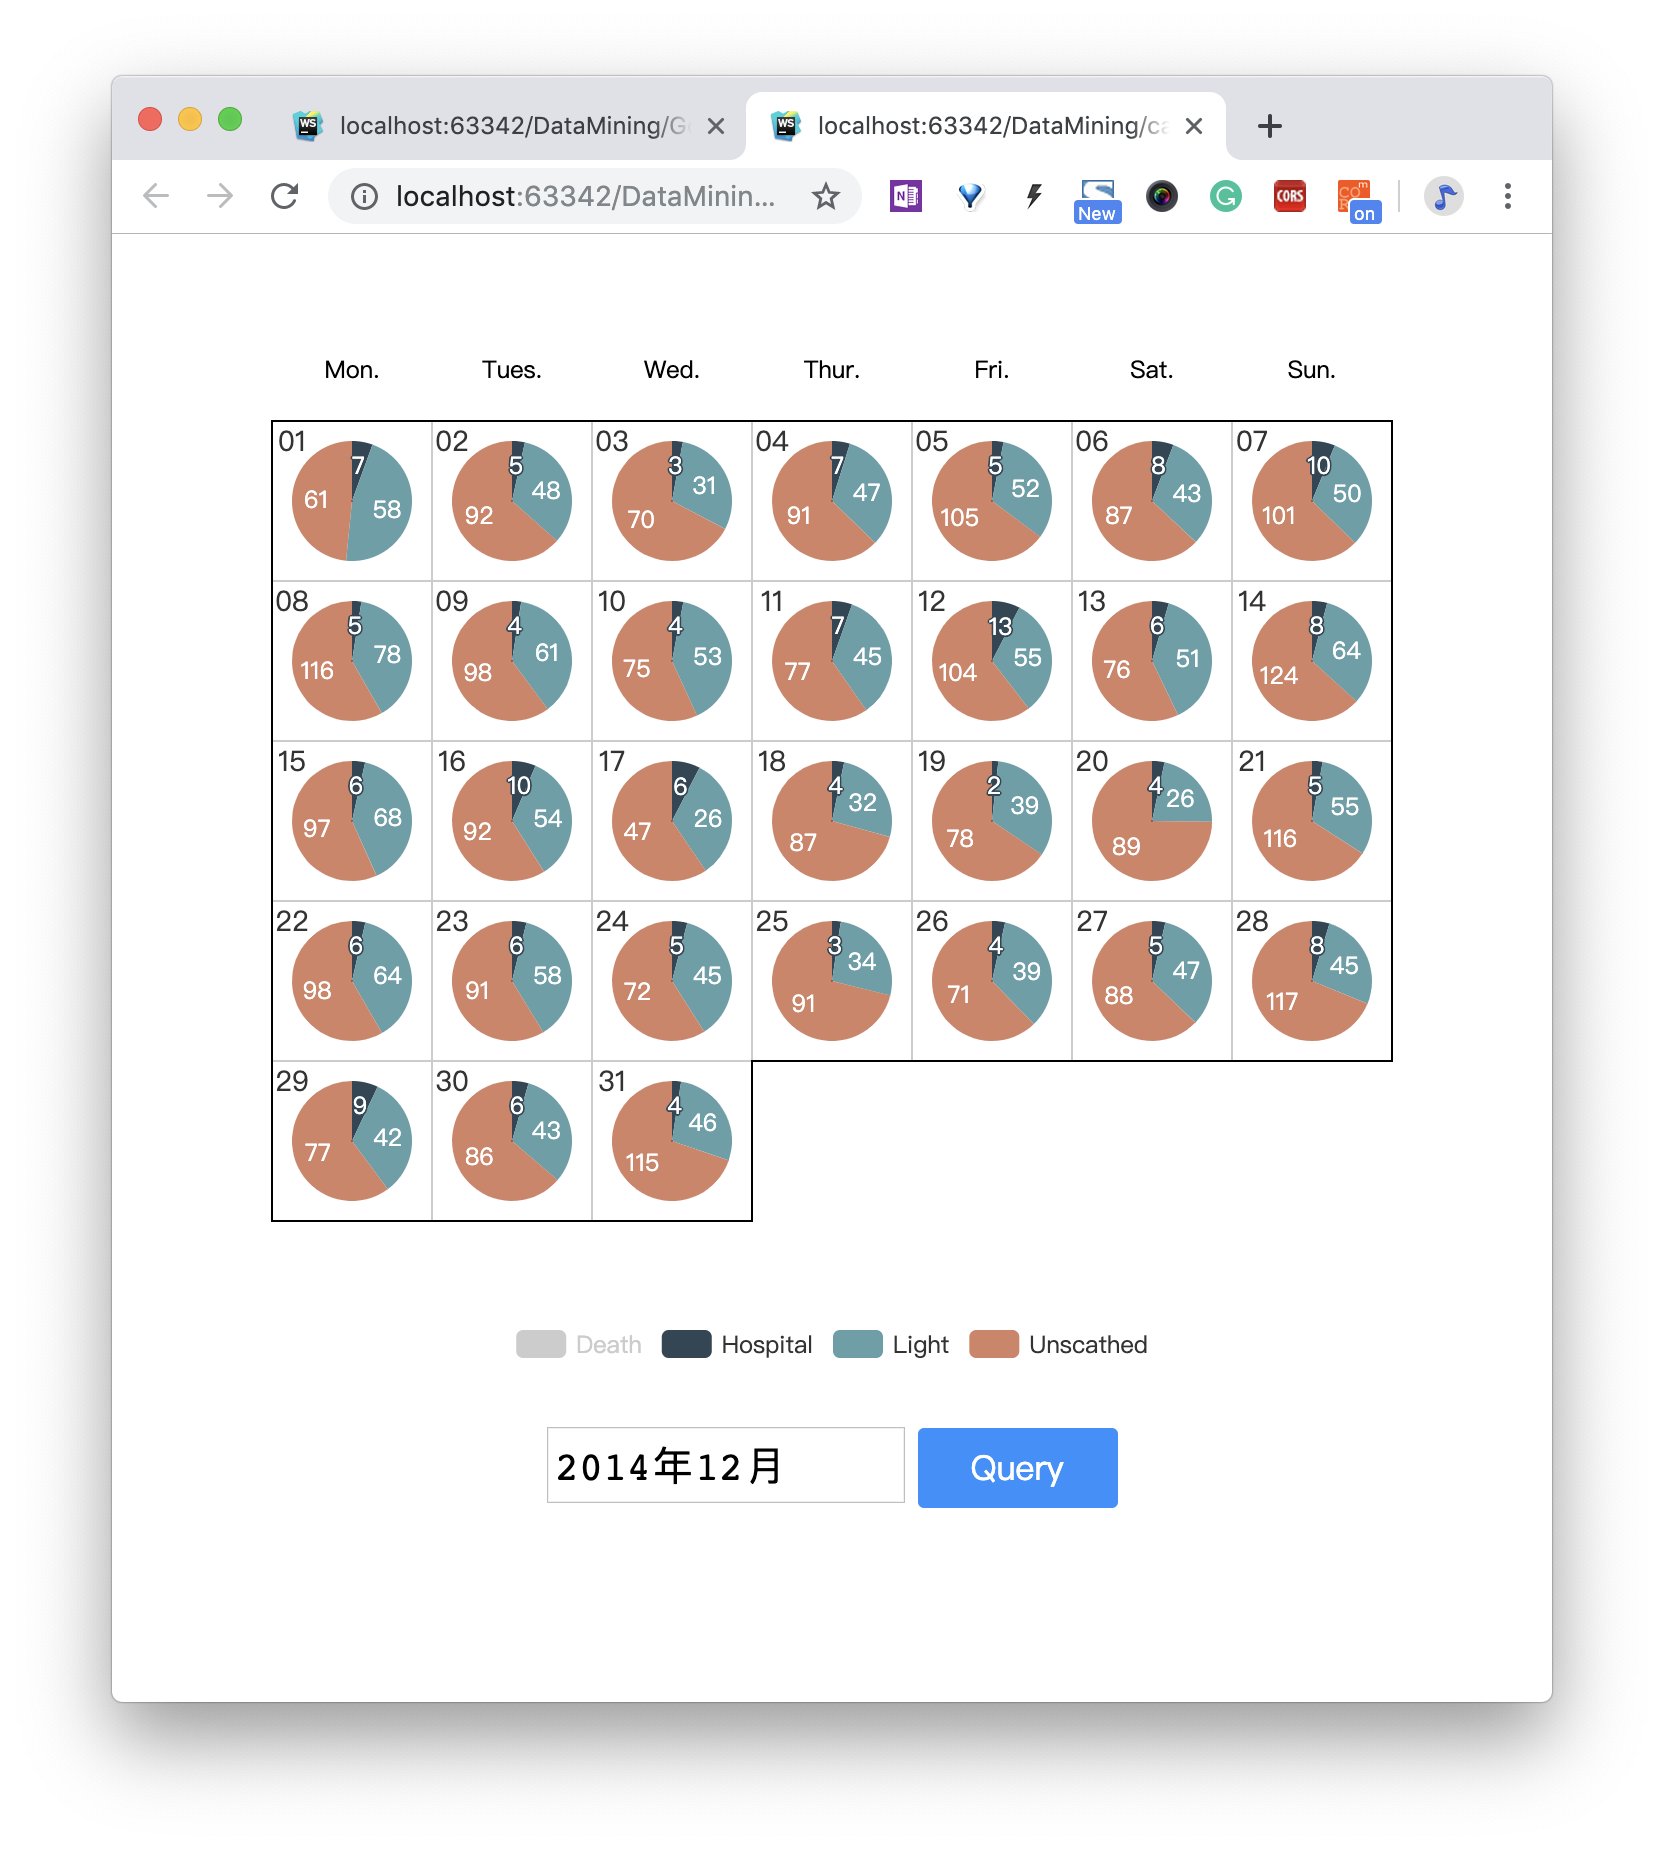 localhost:63342/DataMining/G localhost:63342/DataMining/ca
localhost:63342/DataMinin... N New CORS com on
Mon. Tues. Wed. Thur. Fri. Sat. Sun.
01 02 03 04 05 06 07
7 5 3 7 5 8 10
61 58 92 48 70 31 91 47 105 52 87 43 101 50
08 09 10 11 12 13 14
5 4 4 7 13 6 8
116 78 98 61 75 53 77 45 104 55 76 51 124 64
15 16 17 18 19 20 21
6 10 6 4 2 4 5
97 68 92 54 47 26 87 32 78 39 89 26 116 55
22 23 24 25 26 27 28
6 6 5 3 4 5 8
98 64 91 58 72 45 91 34 71 39 88 47 117 45
29 30 31
9 6 4
77 42 86 43 115 46
Death Hospital Light Unscathed
2014年12月 Query